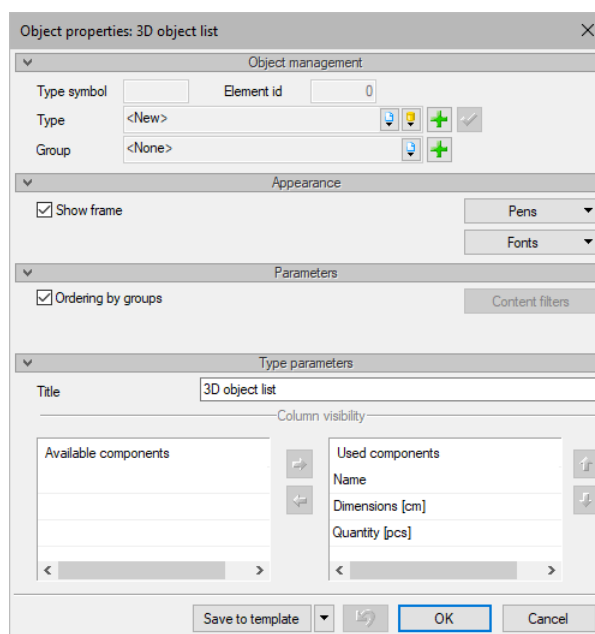 Object properties: 3D object list
Object management
Type symbol Element id 0
Type <New>
Group <None>
Appearance
Show frame Pens
Fonts
Parameters
Ordering by groups Content filters
Type parameters
Title 3D object list
Column visibility
Available components Used components
Name
Dimensions [cm]
Quantity [pcs]
Save to template OK Cancel